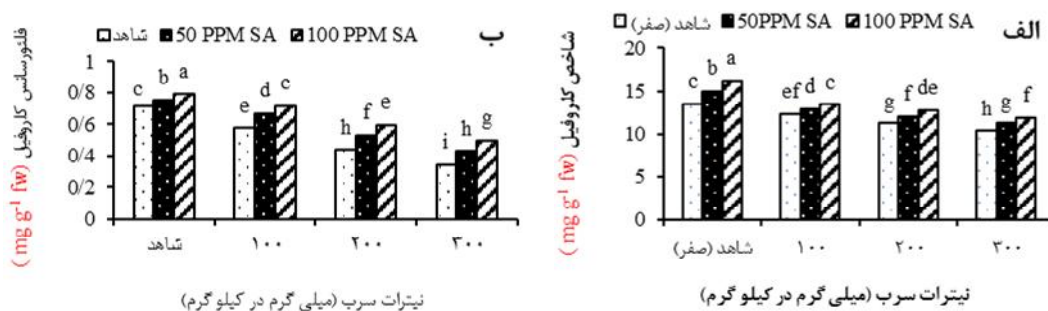 الف
شاهد (صفر) 50PPM SA 100 PPM SA
شاخص کلروفیل (mg g-1 fw)
20
15
10
5
0
c b a
ef d c
g f de
h g f
شاهد (صفر) ۱۰۰ ۲۰۰ ۳۰۰
نیترات سرب (میلی گرم در کیلو گرم)
ب
شاهد 50 PPM SA 100 PPM SA
فلئورسانس کلروفیل (mg g-1 fw)
1
0/8
0/6
0/4
0/2
0
c b a
e d c
h f e
i h g
شاهد ۱۰۰ ۲۰۰ ۳۰۰
نیترات سرب (میلی گرم در کیلو گرم)